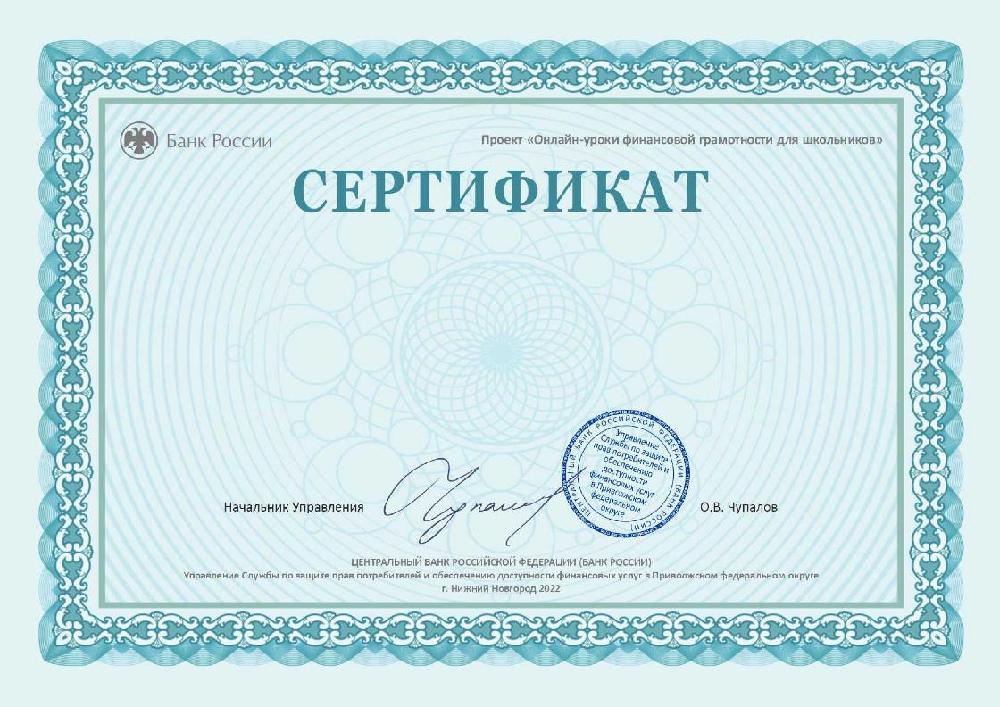 Банк России
Проект «Онлайн-уроки финансовой грамотности для школьников»
СЕРТИФИКАТ
Начальник Управления
О.В. Чупалов
ЦЕНТРАЛЬНЫЙ БАНК РОССИЙСКОЙ ФЕДЕРАЦИИ (БАНК РОССИИ)
Управление
Службы по защите
прав потребителей и
обеспечению
доступности
финансовых услуг
в Приволжском
федеральном
округе
ЦЕНТРАЛЬНЫЙ БАНК РОССИЙСКОЙ ФЕДЕРАЦИИ (БАНК РОССИИ)
Управление Службы по защите прав потребителей и обеспечению доступности финансовых услуг в Приволжском федеральном округе
г. Нижний Новгород 2022